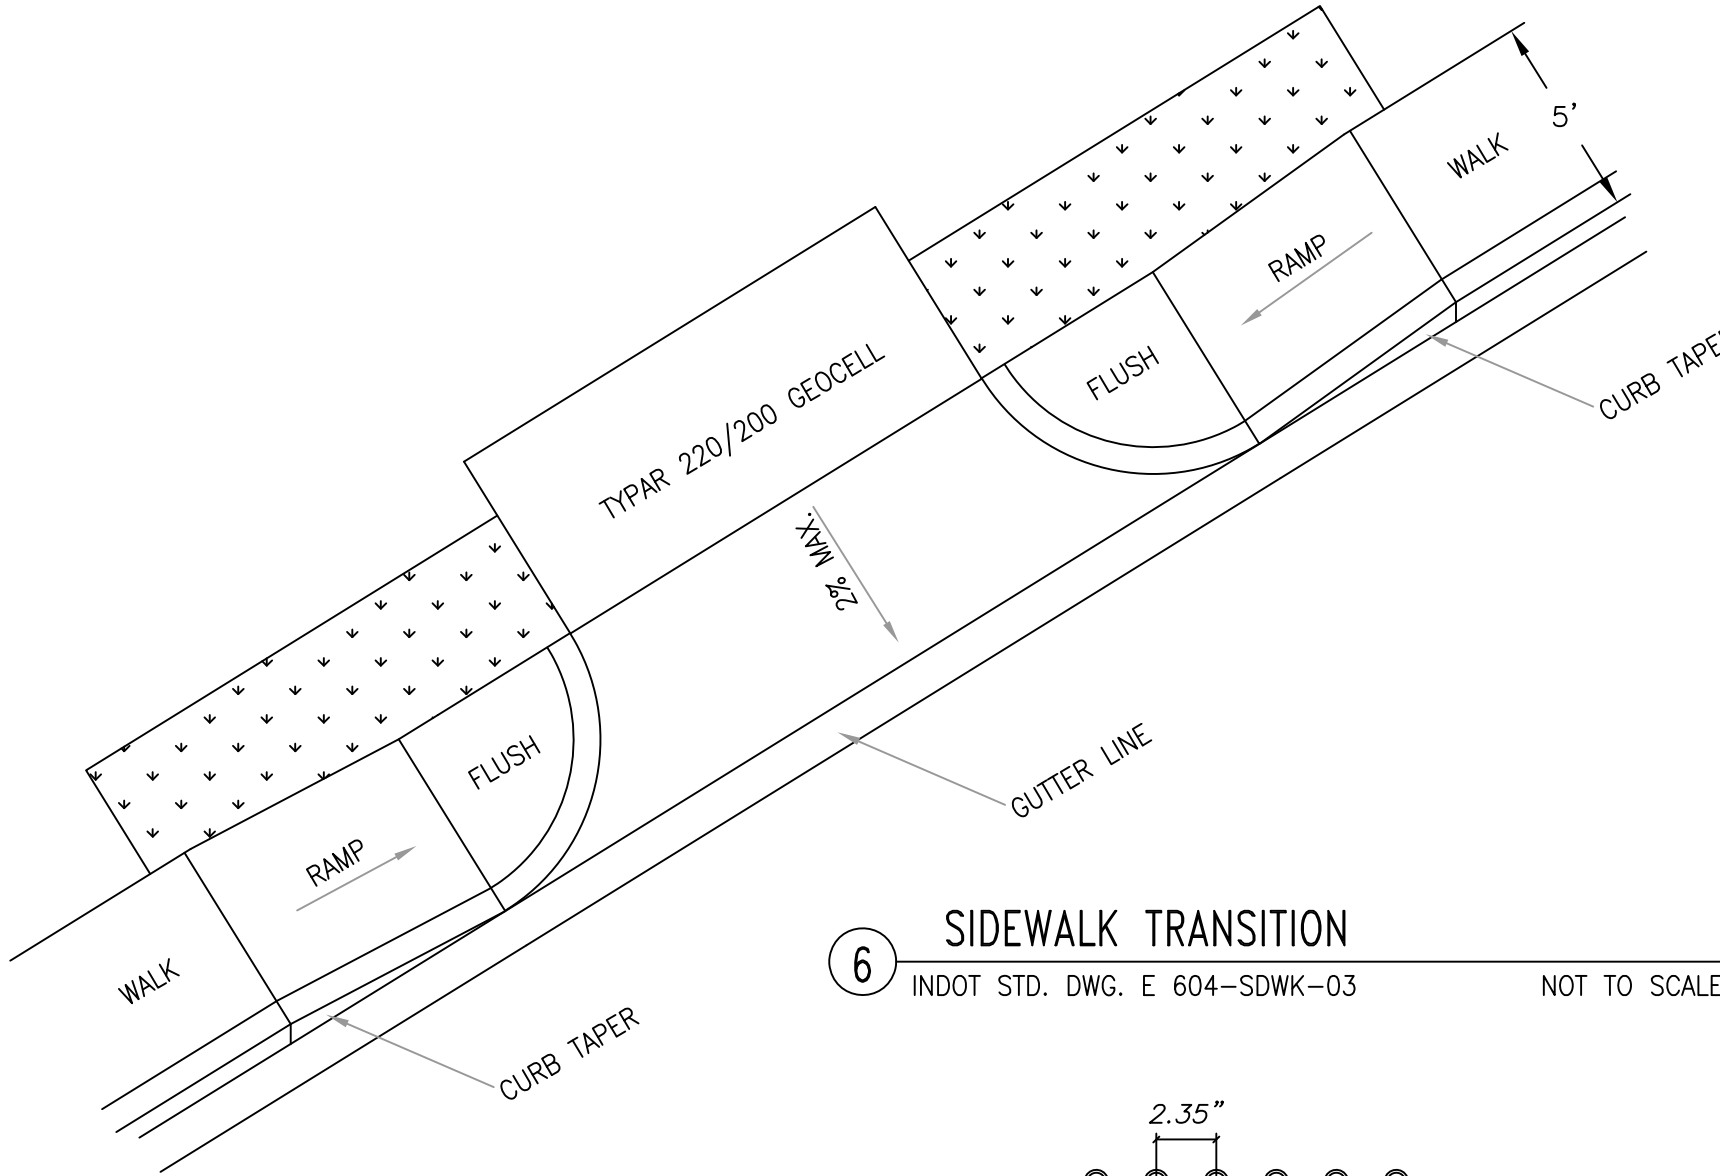 5’
WALK
RAMP
CURB TAPER
FLUSH
TYPAR 220/200 GEOCELL
2% MAX.
GUTTER LINE
FLUSH
RAMP
WALK
CURB TAPER
6
SIDEWALK TRANSITION
INDOT STD. DWG. E 604-SDWK-03
NOT TO SCALE
2.35”